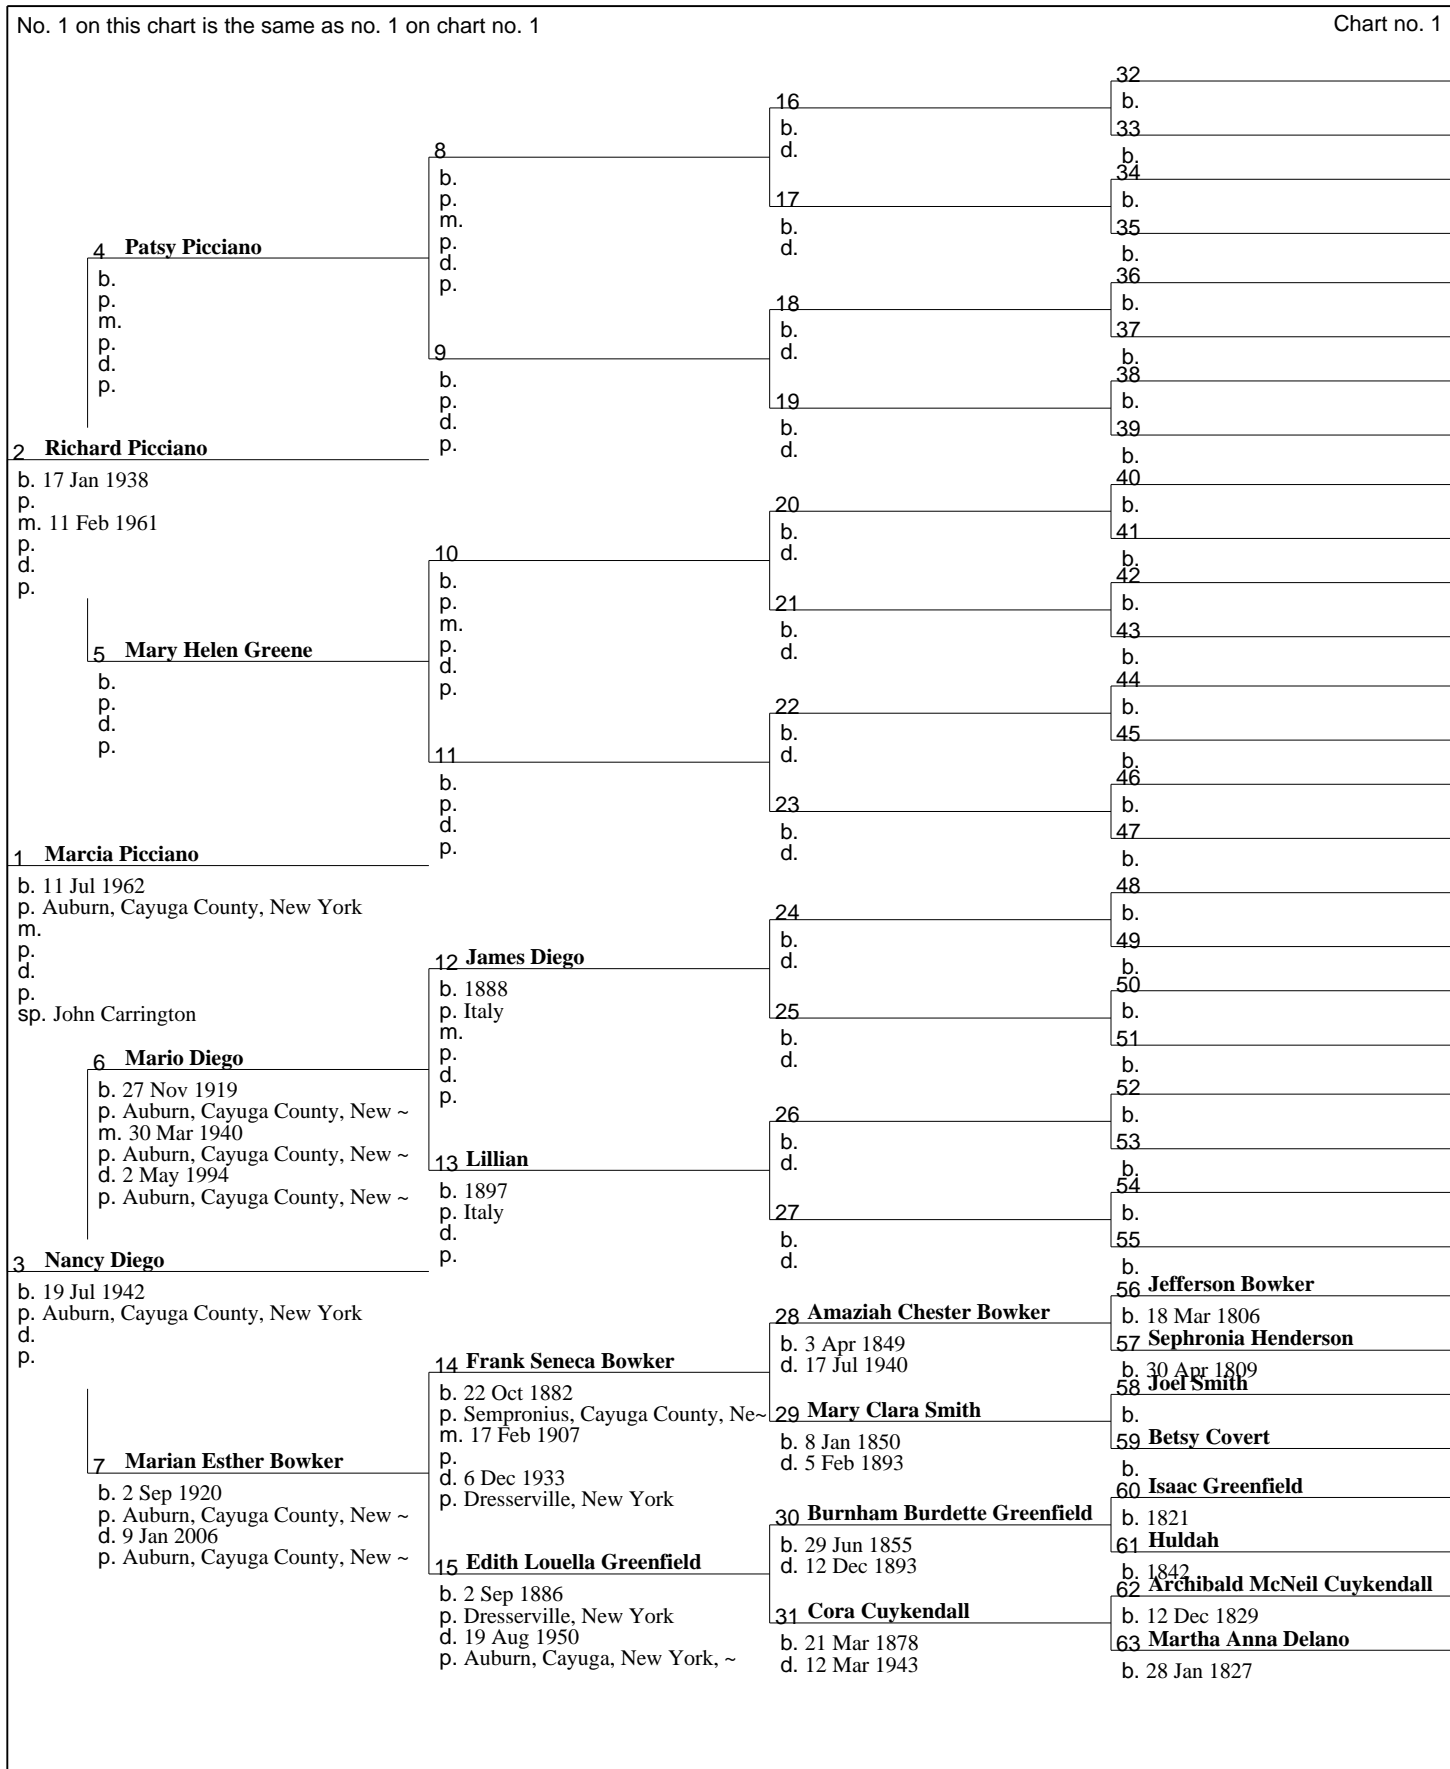 No. 1 on this chart is the same as no. 1 on chart no. 1
Chart no. 1
4 Patsy Picciano
b.
p.
m.
p.
d.
p.
2 Richard Picciano
b. 17 Jan 1938
p.
m. 11 Feb 1961
p.
d.
p.
5 Mary Helen Greene
b.
p.
d.
p.
1 Marcia Picciano
b. 11 Jul 1962
p. Auburn, Cayuga County, New York
m.
p.
d.
p.
sp. John Carrington
6 Mario Diego
b. 27 Nov 1919
p. Auburn, Cayuga County, New ~
m. 30 Mar 1940
p. Auburn, Cayuga County, New ~
d. 2 May 1994
p. Auburn, Cayuga County, New ~
3 Nancy Diego
b. 19 Jul 1942
p. Auburn, Cayuga County, New York
d.
p.
7 Marian Esther Bowker
b. 2 Sep 1920
p. Auburn, Cayuga County, New ~
d. 9 Jan 2006
p. Auburn, Cayuga County, New ~
8
b.
p.
m.
p.
d.
p.
9
b.
p.
d.
p.
10
b.
p.
m.
p.
d.
p.
11
b.
p.
d.
p.
12 James Diego
b. 1888
p. Italy
m.
p.
d.
p.
13 Lillian
b. 1897
p. Italy
d.
p.
14 Frank Seneca Bowker
b. 22 Oct 1882
p. Sempronius, Cayuga County, Ne~
m. 17 Feb 1907
p.
d. 6 Dec 1933
p. Dresserville, New York
15 Edith Louella Greenfield
b. 2 Sep 1886
p. Dresserville, New York
d. 19 Aug 1950
p. Auburn, Cayuga, New York, ~
16
b.
d.
17
b.
d.
18
b.
d.
19
b.
d.
20
b.
d.
21
b.
d.
22
b.
d.
23
b.
d.
24
b.
d.
25
b.
d.
26
b.
d.
27
b.
d.
28 Amaziah Chester Bowker
b. 3 Apr 1849
d. 17 Jul 1940
29 Mary Clara Smith
b. 8 Jan 1850
d. 5 Feb 1893
30 Burnham Burdette Greenfield
b. 29 Jun 1855
d. 12 Dec 1893
31 Cora Cuykendall
b. 21 Mar 1878
d. 12 Mar 1943
32
b.
33
b.
34
b.
35
b.
36
b.
37
b.
38
b.
39
b.
40
b.
41
b.
42
b.
43
b.
44
b.
45
b.
46
b.
47
b.
48
b.
49
b.
50
b.
51
b.
52
b.
53
b.
54
b.
55
b.
56 Jefferson Bowker
b. 18 Mar 1806
57 Sephronia Henderson
b. 30 Apr 1809
58 Joel Smith
b.
59 Betsy Covert
b.
60 Isaac Greenfield
b. 1821
61 Huldah
b. 1842
62 Archibald McNeil Cuykendall
b. 12 Dec 1829
63 Martha Anna Delano
b. 28 Jan 1827